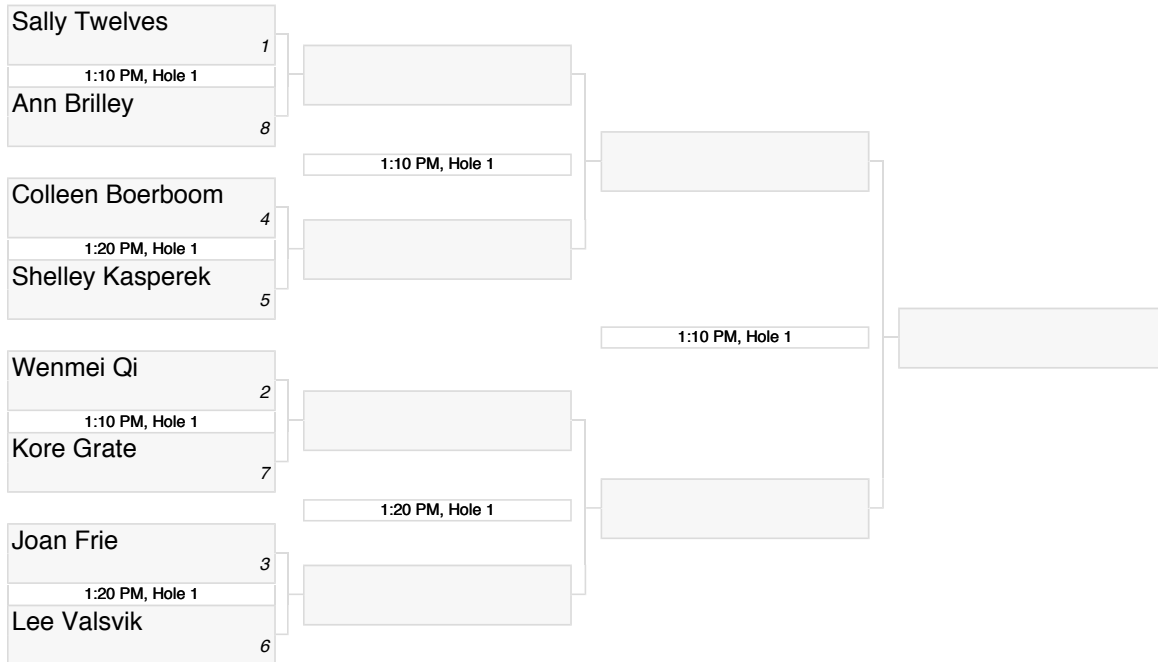 Sally Twelves
1
1:10 PM, Hole 1
Ann Brilley
8
Colleen Boerboom
4
1:20 PM, Hole 1
Shelley Kasperek
5
Wenmei Qi
2
1:10 PM, Hole 1
Kore Grate
7
Joan Frie
3
1:20 PM, Hole 1
Lee Valsvik
6
1:10 PM, Hole 1
1:20 PM, Hole 1
1:10 PM, Hole 1